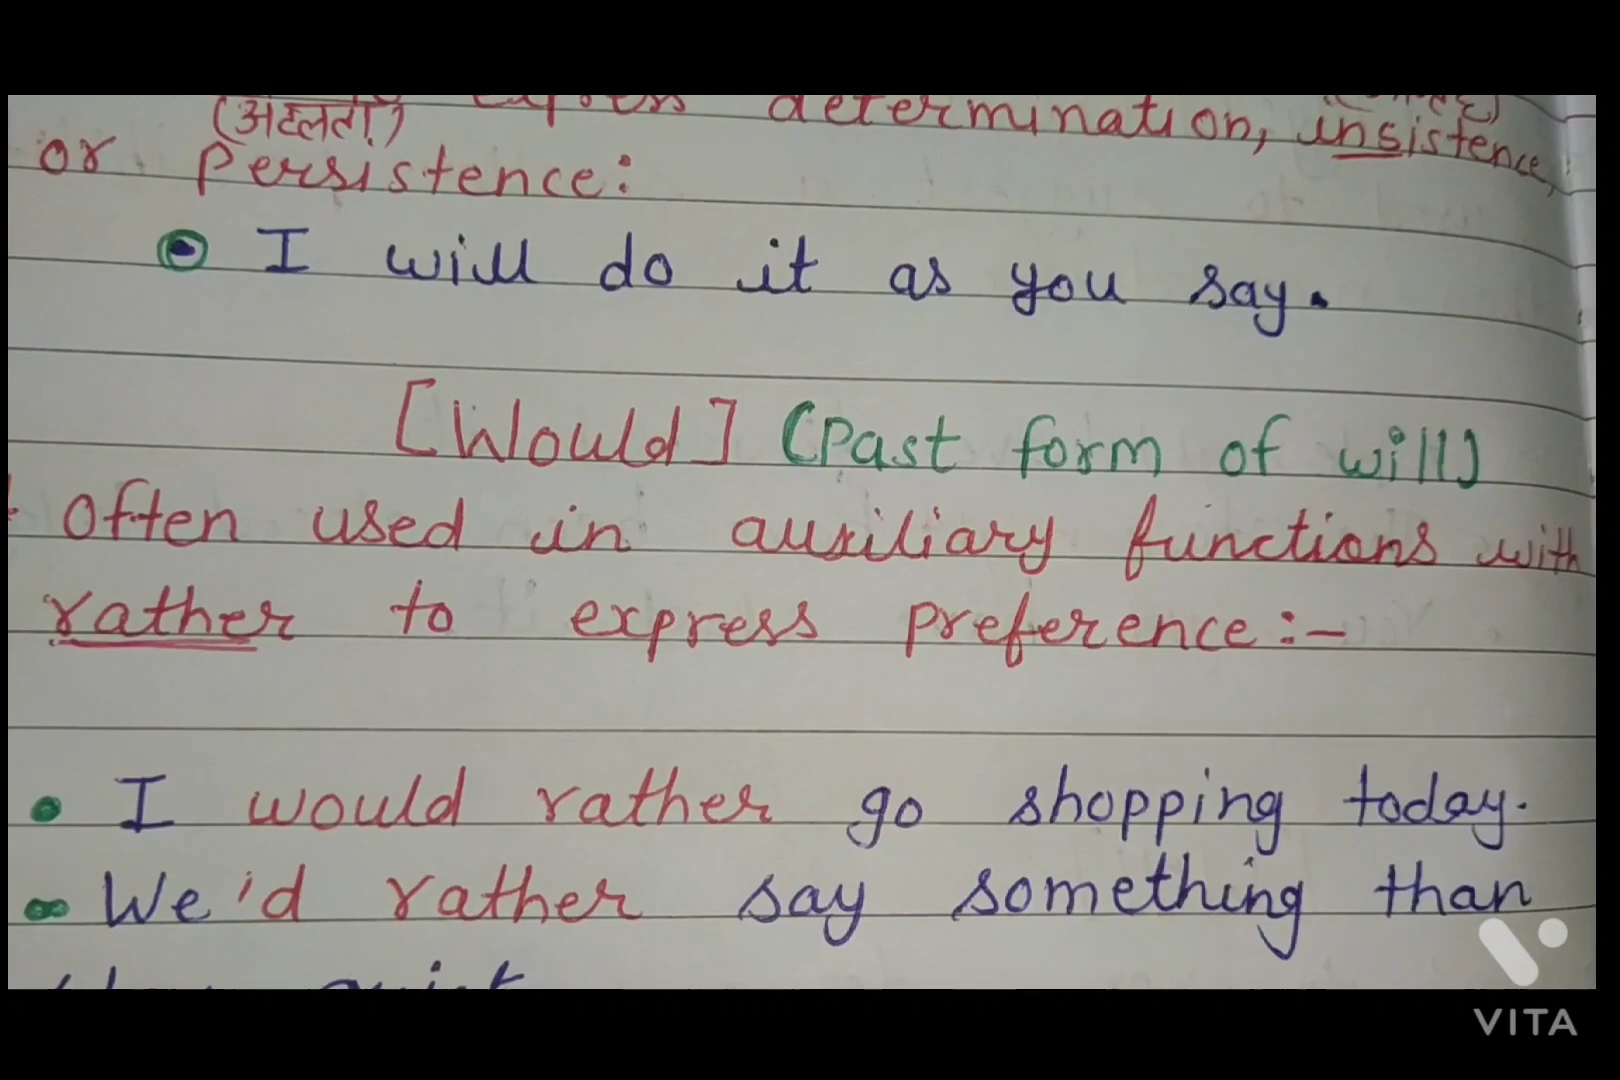 determination, insistence,
(अटलता)
or Persistence:
I will do it as you say.
[Would] (Past form of will)
often used in auxiliary functions with
rather to express preference:-
I would rather go shopping today.
We'd rather say something than
VITA